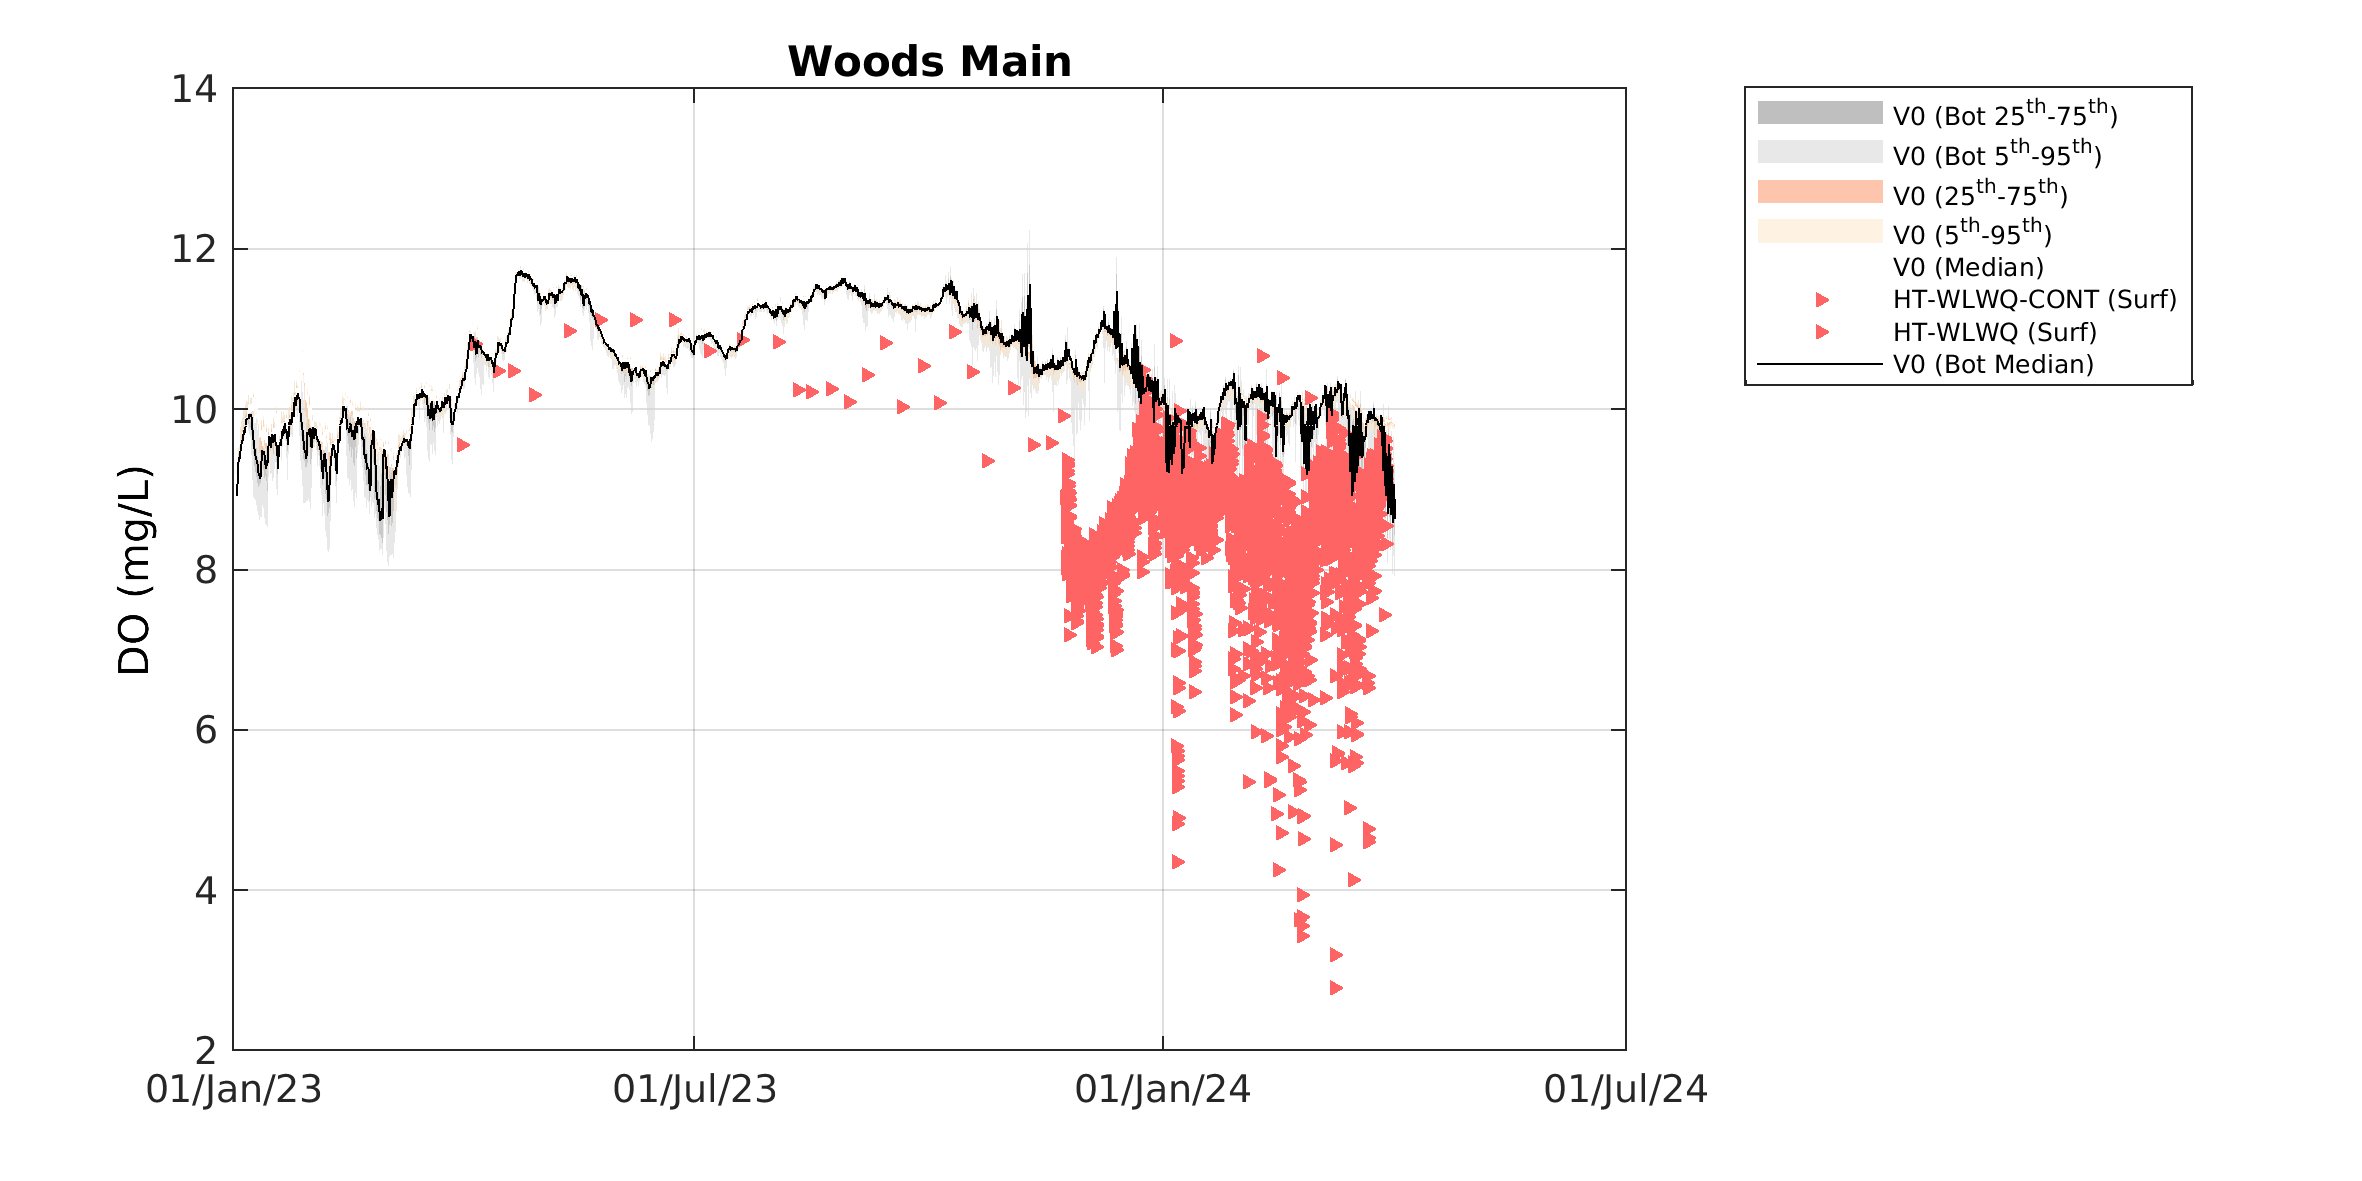 Woods Main
14
12
10
8
6
4
2
DO (mg/L)
01/Jan/23
01/Jul/23
01/Jan/24
01/Jul/24
V0 (Bot 25th-75th)
V0 (Bot 5th-95th)
V0 (25th-75th)
V0 (5th-95th)
V0 (Median)
HT-WLWQ-CONT (Surf)
HT-WLWQ (Surf)
V0 (Bot Median)